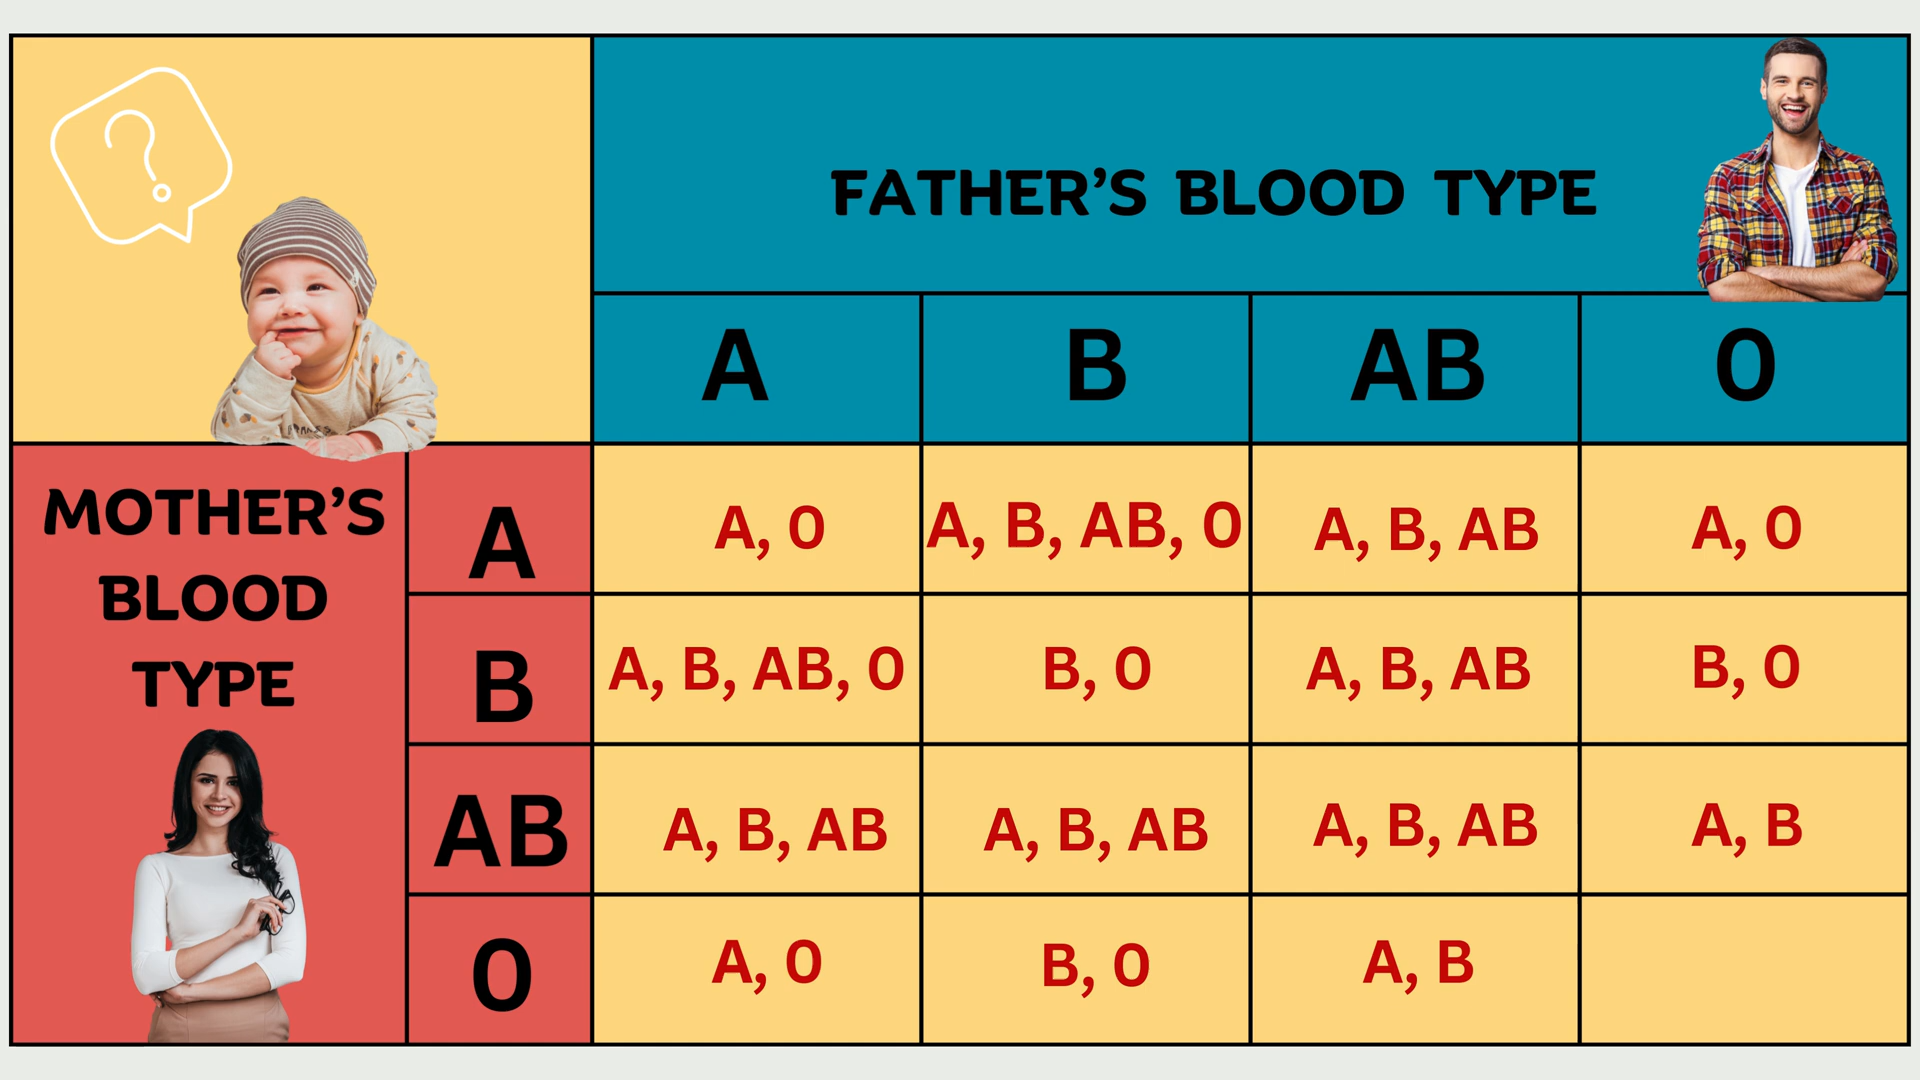 ?
FATHER'S BLOOD TYPE
A B AB O
MOTHER'S
BLOOD
TYPE
A A, O A, B, AB, O A, B, AB A, O
B A, B, AB, O B, O A, B, AB B, O
AB A, B, AB A, B, AB A, B, AB A, B
O A, O B, O A, B